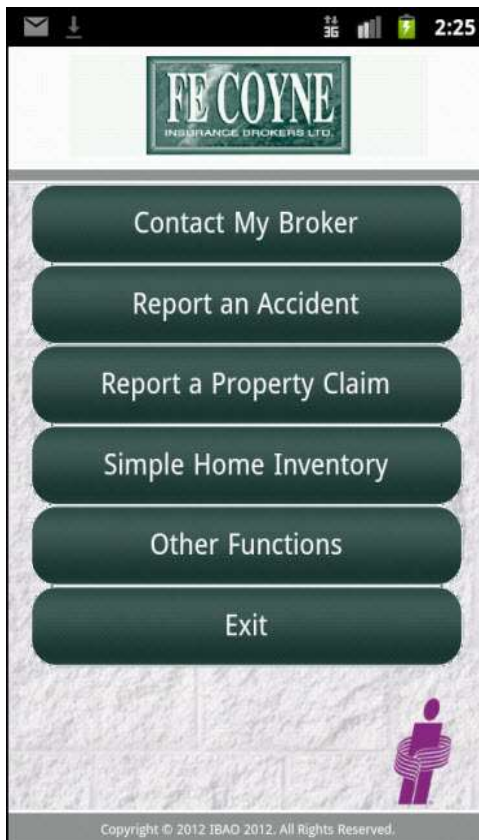 3G 2:25
FE COYNE
INSURANCE BROKERS LTD.
Contact My Broker
Report an Accident
Report a Property Claim
Simple Home Inventory
Other Functions
Exit
Copyright © 2012 IBAO 2012. All Rights Reserved.